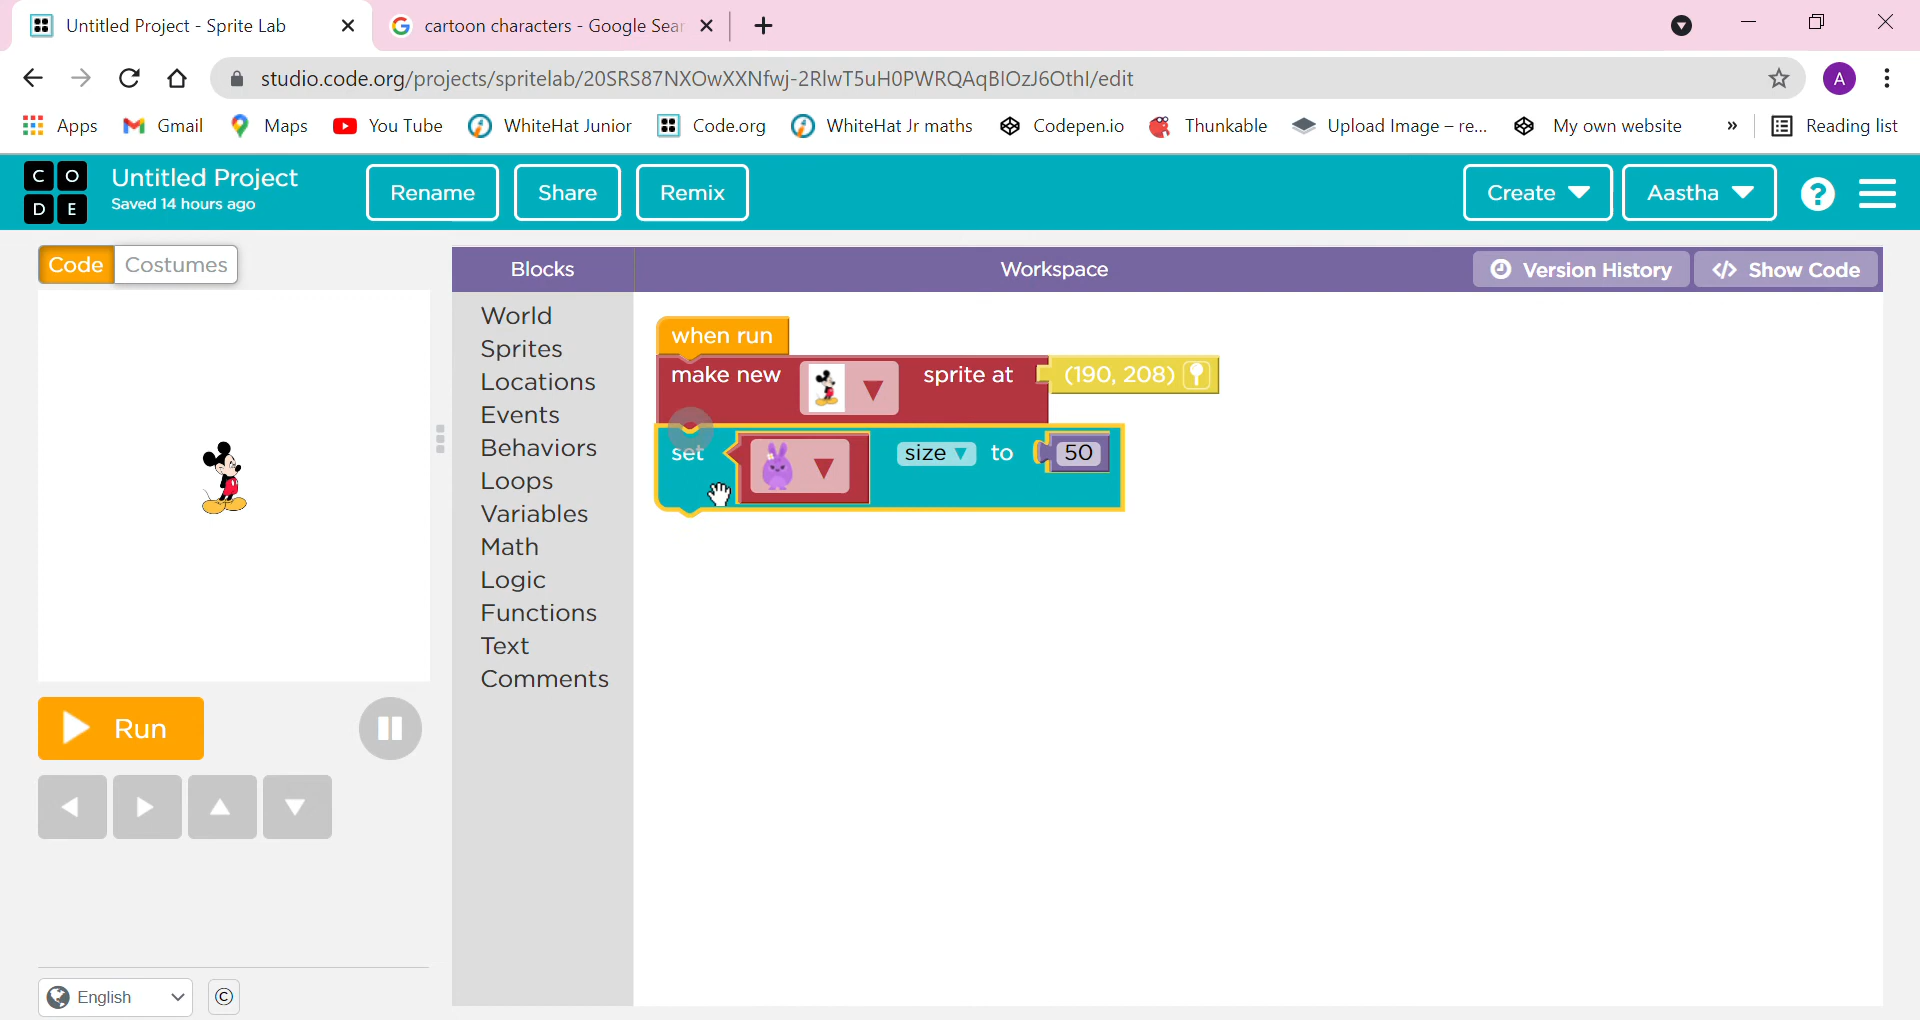 Untitled Project - Sprite Lab
cartoon characters - Google Sear
studio.code.org/projects/spritelab/20SRS87NXOwXXNfwj-2RlwT5uH0PWRQAqBIOzJ6OthI/edit
A
Apps
Gmail
Maps
You Tube
WhiteHat Junior
Code.org
WhiteHat Jr maths
Codepen.io
Thunkable
Upload Image – re...
My own website
»
Reading list
C O
D E
Untitled Project
Saved 14 hours ago
Rename
Share
Remix
Create
Aastha
?
Code
Costumes
Blocks
Workspace
Version History
</> Show Code
World
Sprites
Locations
Events
Behaviors
Loops
Variables
Math
Logic
Functions
Text
Comments
when run
make new
sprite at
(190, 208)
set
size
to
50
Run
English
©